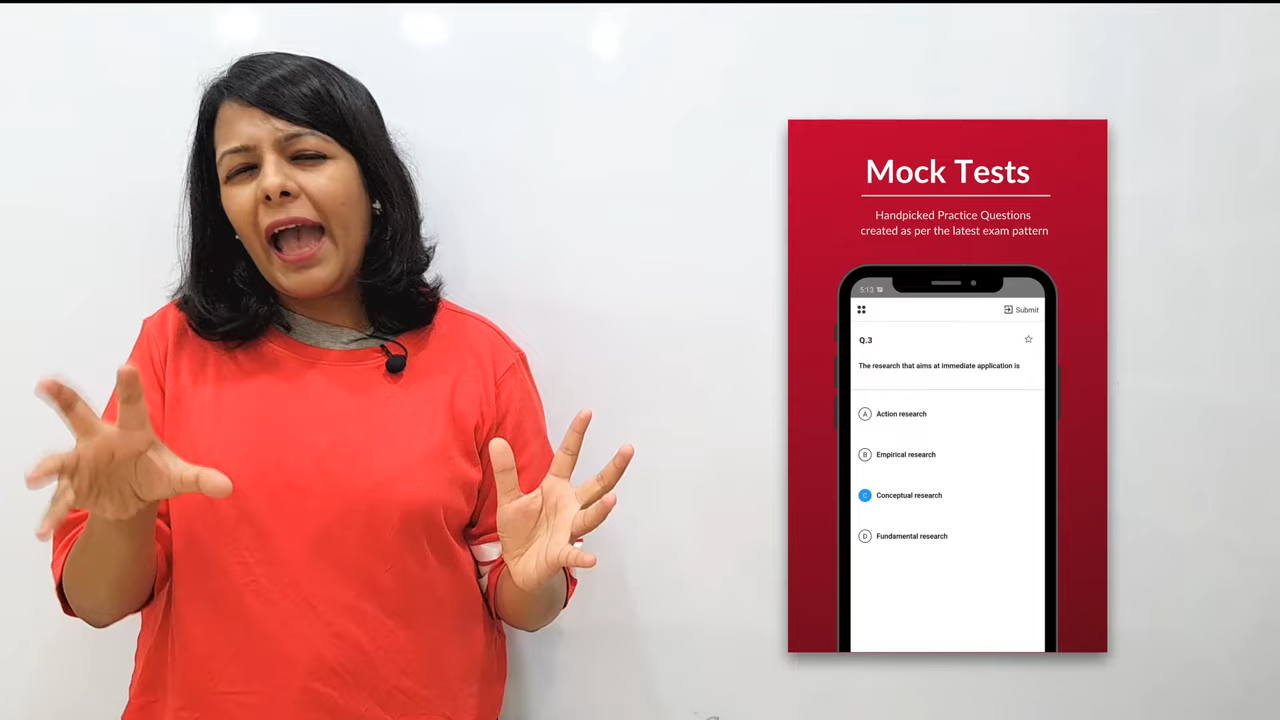 Mock Tests
Handpicked Practice Questions
created as per the latest exam pattern
5:13
Submit
Q.3
The research that aims at immediate application is
A Action research
B Empirical research
C Conceptual research
D Fundamental research